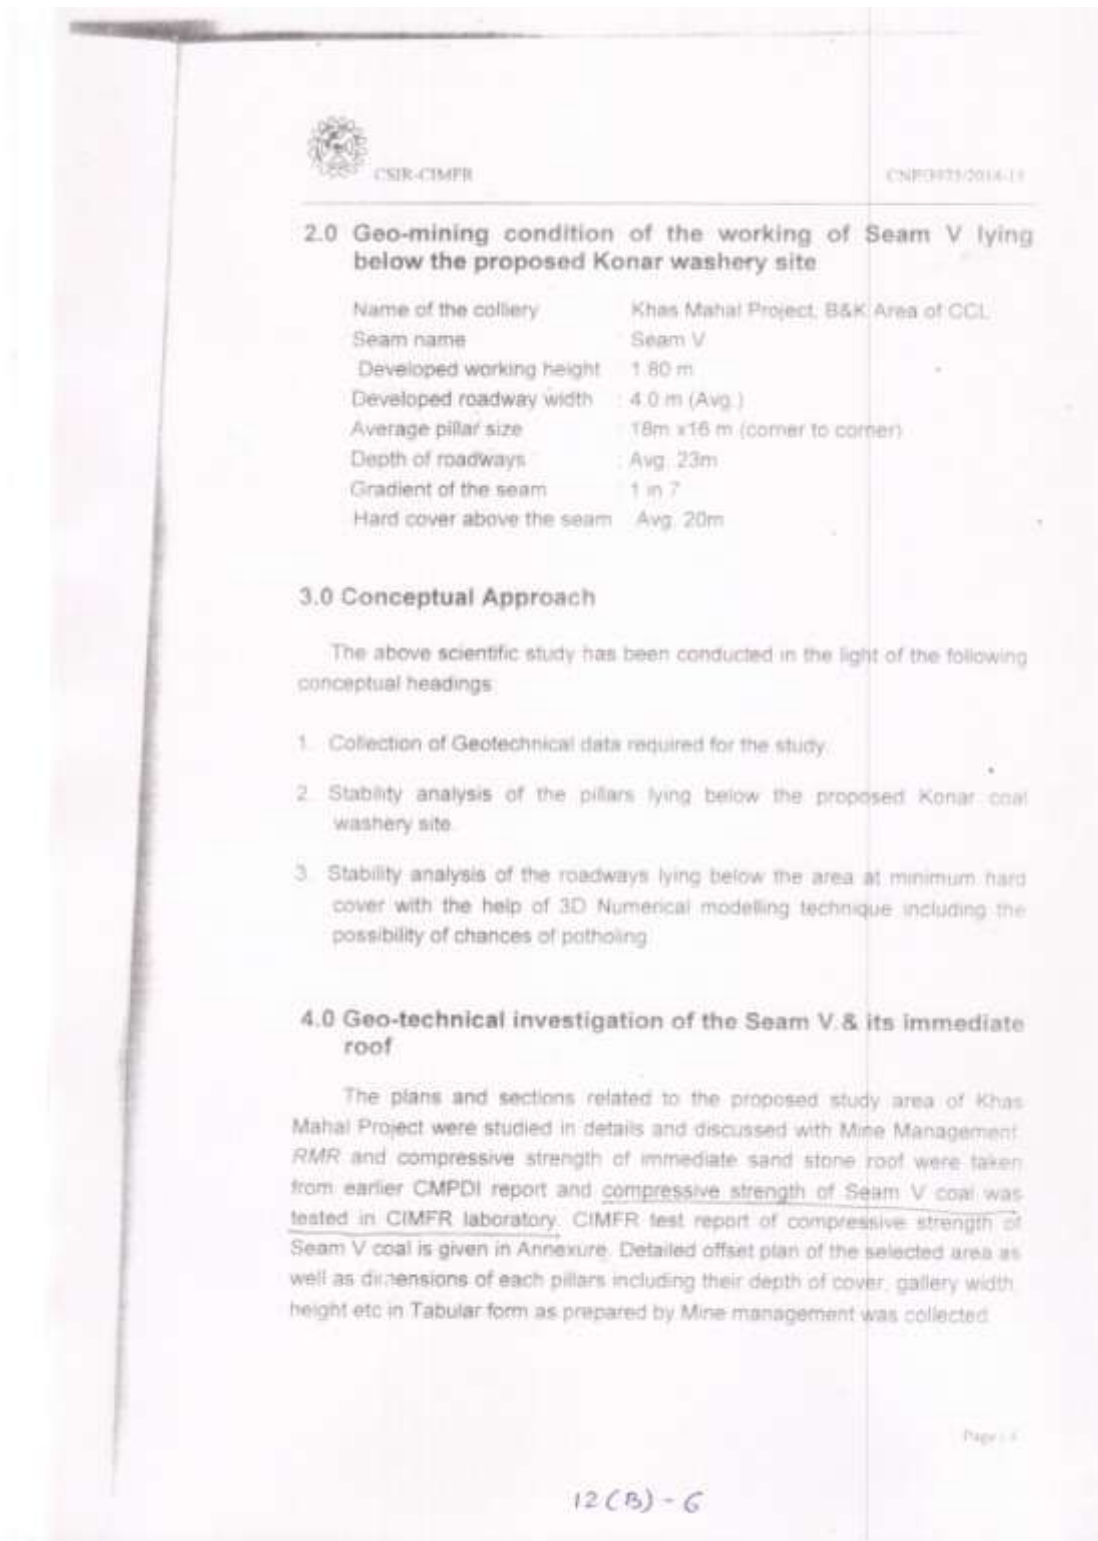 CSIR-CIMFR
2.0 Geo-mining condition of the working of Seam V lying
below the proposed Konar washery site
Name of the colliery : Khas Mahal Project, B&K Area of CCL
Seam name : Seam V
Developed working height : 1.80 m
Developed roadway width : 4.0 m (Avg.)
Average pillar size : 18m x16 m (corner to corner)
Depth of roadways : Avg. 23m
Gradient of the seam : 1 in 7
Hard cover above the seam Avg. 20m
3.0 Conceptual Approach
The above scientific study has been conducted in the light of the following
conceptual headings:
1. Collection of Geotechnical data required for the study.
2. Stability analysis of the pillars lying below the proposed Konar coal
washery site.
3. Stability analysis of the roadways lying below the area at minimum hard
cover with the help of 3D Numerical modelling technique including the
possibility of chances of potholing
4.0 Geo-technical investigation of the Seam V & its immediate
roof
The plans and sections related to the proposed study area of Khas
Mahal Project were studied in details and discussed with Mine Management.
RMR and compressive strength of immediate sand stone roof were taken
from earlier CMPDI report and compressive strength of Seam V coal was
tested in CIMFR laboratory. CIMFR test report of compressive strength of
Seam V coal is given in Annexure. Detailed offset plan of the selected area as
well as dimensions of each pillars including their depth of cover, gallery width,
height etc in Tabular form as prepared by Mine management was collected.
Page :
12(B) - 6